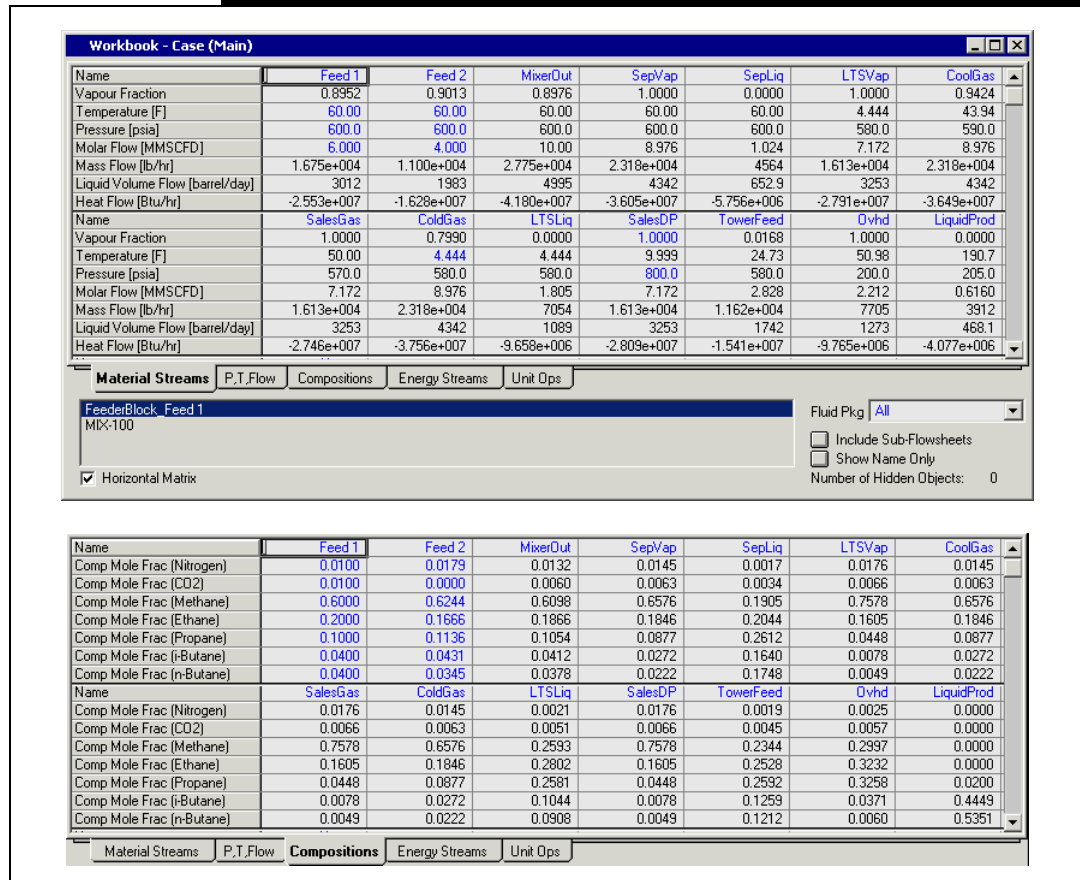 Workbook - Case (Main)
Name Feed 1 Feed 2 MixerOut SepVap SepLiq LTSVap CoolGas
Vapour Fraction 0.8952 0.9013 0.8976 1.0000 0.0000 1.0000 0.9424
Temperature [F] 60.00 60.00 60.00 60.00 60.00 4.444 43.94
Pressure [psia] 600.0 600.0 600.0 600.0 600.0 580.0 590.0
Molar Flow [MMSCFD] 6.000 4.000 10.00 8.976 1.024 7.172 8.976
Mass Flow [lb/hr] 1.675e+004 1.100e+004 2.775e+004 2.318e+004 4564 1.613e+004 2.318e+004
Liquid Volume Flow [barrel/day] 3012 1983 4995 4342 652.9 3253 4342
Heat Flow [Btu/hr] -2.553e+007 -1.628e+007 -4.180e+007 -3.605e+007 -5.756e+006 -2.791e+007 -3.649e+007
Name SalesGas ColdGas LTSLiq SalesDP TowerFeed Ovhd LiquidProd
Vapour Fraction 1.0000 0.7990 0.0000 1.0000 0.0168 1.0000 0.0000
Temperature [F] 50.00 4.444 4.444 9.999 24.73 50.98 190.7
Pressure [psia] 570.0 580.0 580.0 800.0 580.0 200.0 205.0
Molar Flow [MMSCFD] 7.172 8.976 1.805 7.172 2.828 2.212 0.6160
Mass Flow [lb/hr] 1.613e+004 2.318e+004 7054 1.613e+004 1.162e+004 7705 3912
Liquid Volume Flow [barrel/day] 3253 4342 1089 3253 1742 1273 468.1
Heat Flow [Btu/hr] -2.746e+007 -3.756e+007 -9.658e+006 -2.809e+007 -1.541e+007 -9.765e+006 -4.077e+006
Material Streams P,T,Flow Compositions Energy Streams Unit Ops
FeederBlock_Feed 1
MIX-100
Fluid Pkg All
Include Sub-Flowsheets
Show Name Only
Horizontal Matrix
Number of Hidden Objects: 0
Name Feed 1 Feed 2 MixerOut SepVap SepLiq LTSVap CoolGas
Comp Mole Frac (Nitrogen) 0.0100 0.0179 0.0132 0.0145 0.0017 0.0176 0.0145
Comp Mole Frac (CO2) 0.0100 0.0000 0.0060 0.0063 0.0034 0.0066 0.0063
Comp Mole Frac (Methane) 0.6000 0.6244 0.6098 0.6576 0.1905 0.7578 0.6576
Comp Mole Frac (Ethane) 0.2000 0.1666 0.1866 0.1846 0.2044 0.1605 0.1846
Comp Mole Frac (Propane) 0.1000 0.1136 0.1054 0.0877 0.2612 0.0448 0.0877
Comp Mole Frac (i-Butane) 0.0400 0.0431 0.0412 0.0272 0.1640 0.0078 0.0272
Comp Mole Frac (n-Butane) 0.0400 0.0345 0.0378 0.0222 0.1748 0.0049 0.0222
Name SalesGas ColdGas LTSLiq SalesDP TowerFeed Ovhd LiquidProd
Comp Mole Frac (Nitrogen) 0.0176 0.0145 0.0021 0.0176 0.0019 0.0025 0.0000
Comp Mole Frac (CO2) 0.0066 0.0063 0.0051 0.0066 0.0045 0.0057 0.0000
Comp Mole Frac (Methane) 0.7578 0.6576 0.2593 0.7578 0.2344 0.2997 0.0000
Comp Mole Frac (Ethane) 0.1605 0.1846 0.2802 0.1605 0.2528 0.3232 0.0000
Comp Mole Frac (Propane) 0.0448 0.0877 0.2581 0.0448 0.2592 0.3258 0.0200
Comp Mole Frac (i-Butane) 0.0078 0.0272 0.1044 0.0078 0.1259 0.0371 0.4449
Comp Mole Frac (n-Butane) 0.0049 0.0222 0.0908 0.0049 0.1212 0.0060 0.5351
Material Streams P,T,Flow Compositions Energy Streams Unit Ops